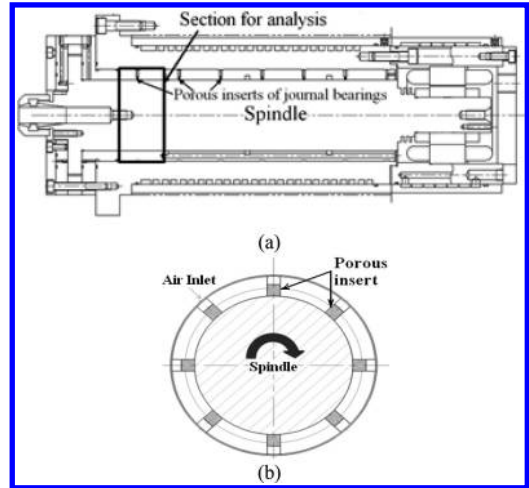 Section for analysis
Porous inserts of journal bearings
Spindle
(a)
Air Inlet
Porous
insert
Spindle
(b)